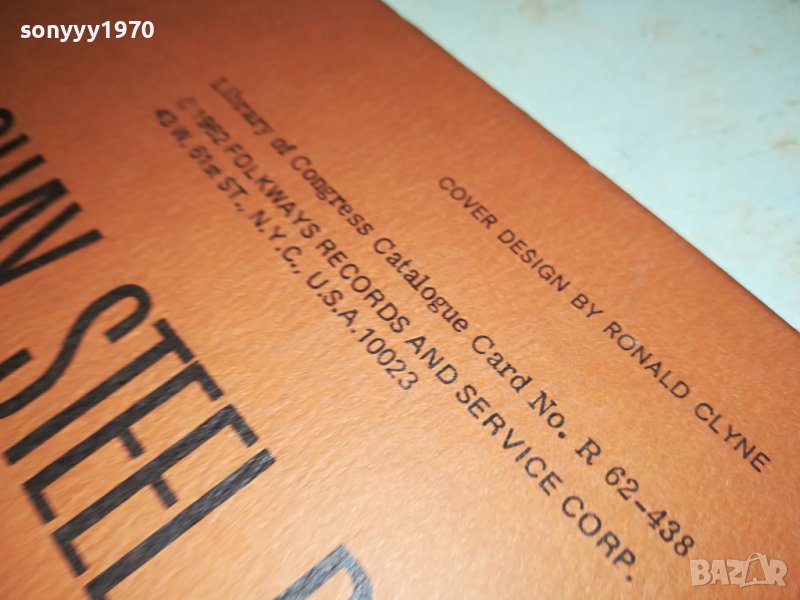 sonyyy1970
STEEL
Library of Congress Catalogue Card No. R 62-438
© 1962 FOLKWAYS RECORDS AND SERVICE CORP.
43 W. 61st ST., N.Y.C., U.S.A. 10023
COVER DESIGN BY RONALD CLYNE
BAZAR